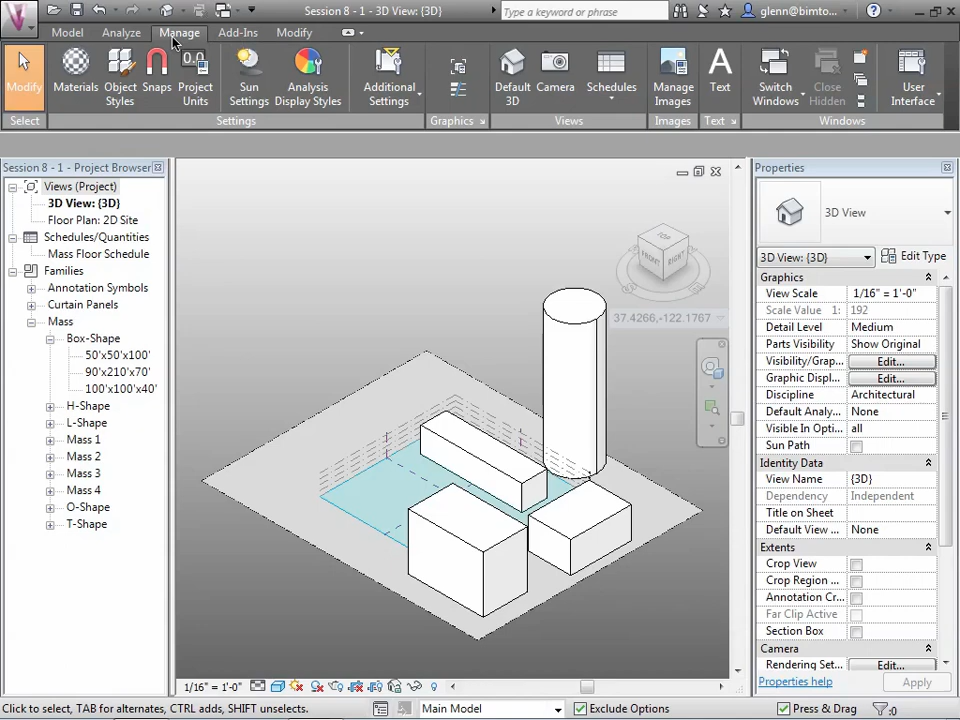 Session 8 - 1 - 3D View: {3D}
Type a keyword or phrase
glenn@bimto...
Model
Analyze
Manage
Add-Ins
Modify
Modify
Materials
Object Styles
Snaps
0.0
Project Units
Sun Settings
Analysis Display Styles
Additional Settings
Default 3D
Camera
Schedules
Manage Images
A
Text
Switch Windows
Close Hidden
User Interface
Select
Settings
Graphics
Views
Images
Text
Windows
Session 8 - 1 - Project Browser
Views (Project)
3D View: {3D}
Floor Plan: 2D Site
Schedules/Quantities
Mass Floor Schedule
Families
Annotation Symbols
Curtain Panels
Mass
Box-Shape
50'x50'x100'
90'x210'x70'
100'x100'x40'
H-Shape
L-Shape
Mass 1
Mass 2
Mass 3
Mass 4
O-Shape
T-Shape
TOP
FRONT
RIGHT
37.4266,-122.1767
Properties
3D View
3D View: {3D}
Edit Type
Graphics
View Scale 1/16" = 1'-0"
Scale Value 1: 192
Detail Level Medium
Parts Visibility Show Original
Visibility/Grap... Edit...
Graphic Displ... Edit...
Discipline Architectural
Default Analy... None
Visible In Opti... all
Sun Path
Identity Data
View Name {3D}
Dependency Independent
Title on Sheet
Default View ... None
Extents
Crop View
Crop Region ...
Annotation Cr...
Far Clip Active
Section Box
Camera
Rendering Set... Edit...
Properties help
Apply
1/16" = 1'-0"
Click to select, TAB for alternates, CTRL adds, SHIFT unselects.
Main Model
Exclude Options
Press & Drag
:0